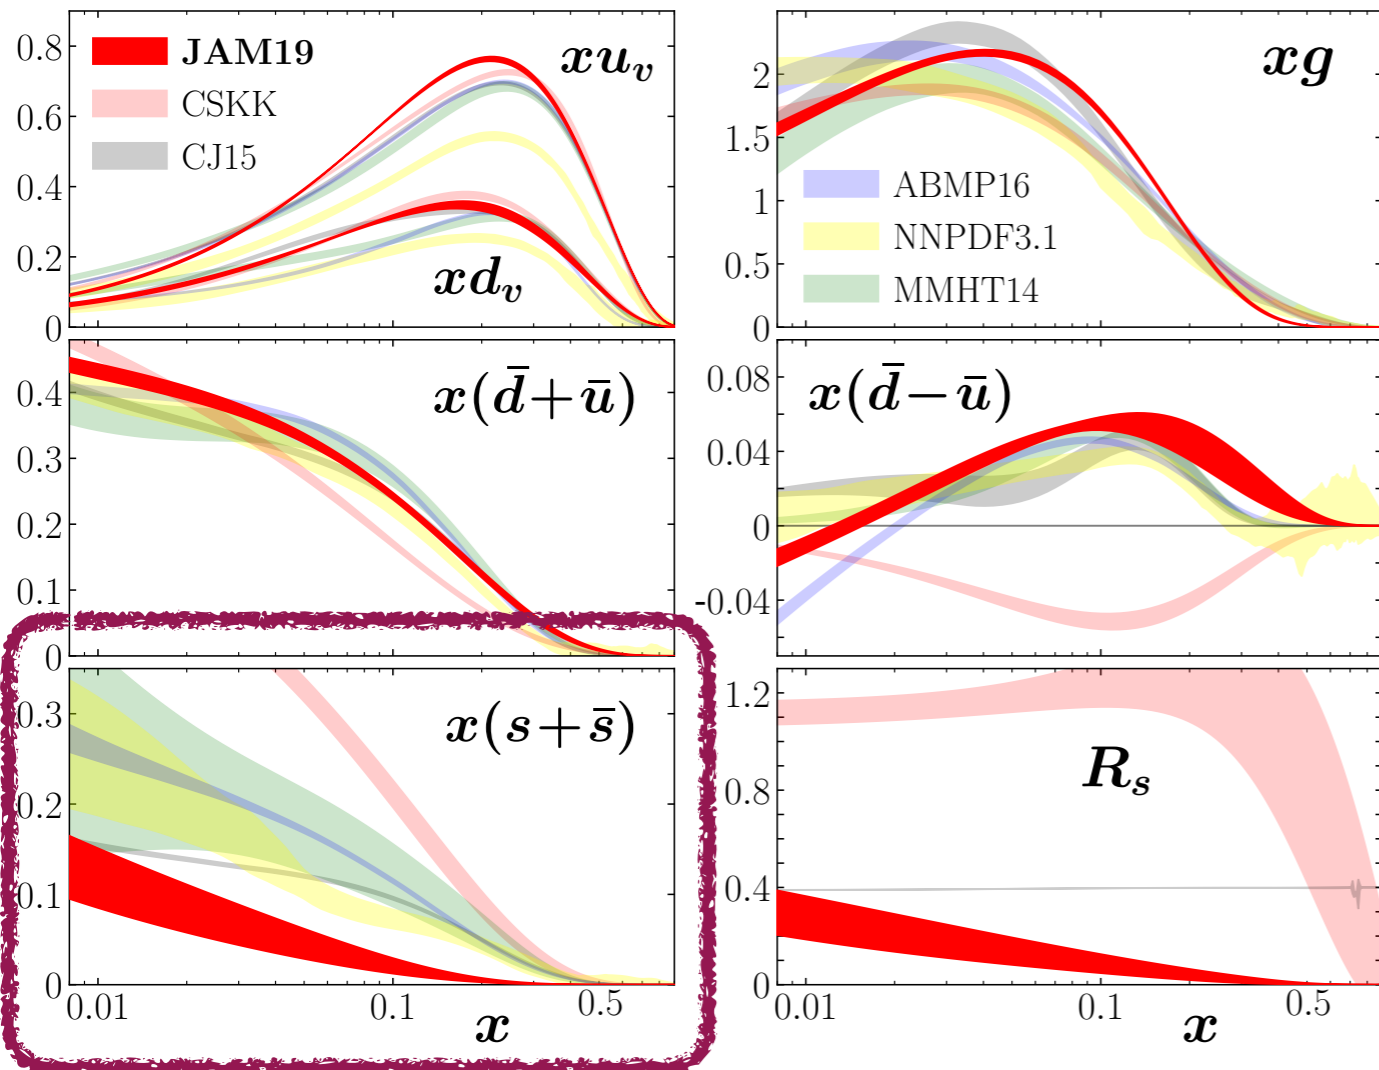 0.8
0.6
0.4
0.2
0
JAM19
CSKK
CJ15
xu_v
xd_v
2
1.5
1
0.5
0
xg
ABMP16
NNPDF3.1
MMHT14
0.4
0.3
0.2
0.1
0
x(d̄+ū)
0.08
0.04
0
-0.04
x(d̄−ū)
0.3
0.2
0.1
0
x(s+s̄)
0.01 0.1 0.5
x
1.2
0.8
0.4
0
R_s
0.01 0.1 0.5
x